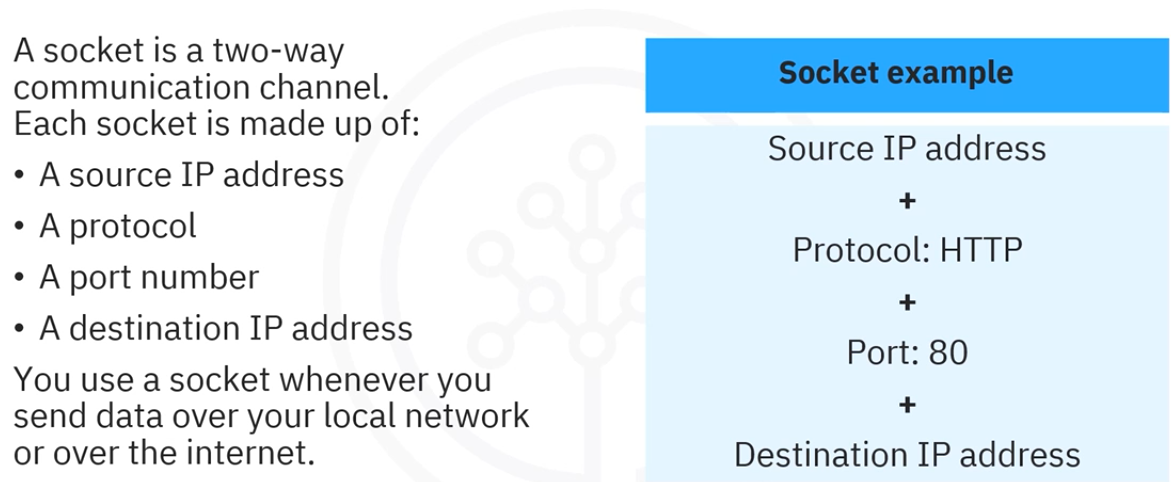 A socket is a two-way
communication channel.
Each socket is made up of:
• A source IP address
• A protocol
• A port number
• A destination IP address
You use a socket whenever you
send data over your local network
or over the internet.
Socket example
Source IP address
+
Protocol: HTTP
+
Port: 80
+
Destination IP address